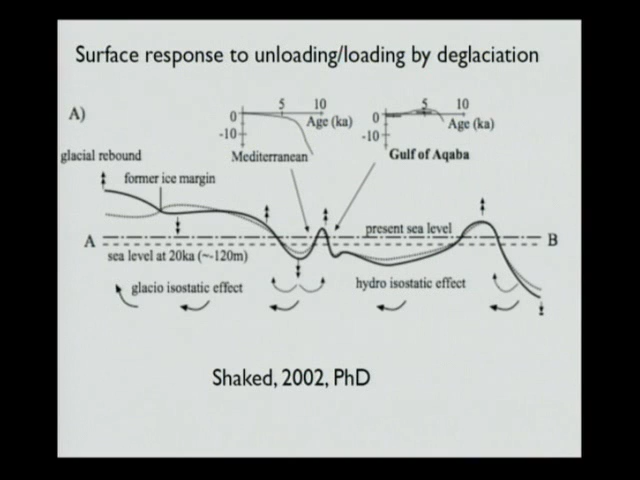 Surface response to unloading/loading by deglaciation
A)
0 5 10
-10
Age (ka)
Mediterranean
0 5 10
-10
Age (ka)
Gulf of Aqaba
glacial rebound
former ice margin
present sea level
A
B
sea level at 20ka (~-120m)
glacio isostatic effect
hydro isostatic effect
Shaked, 2002, PhD